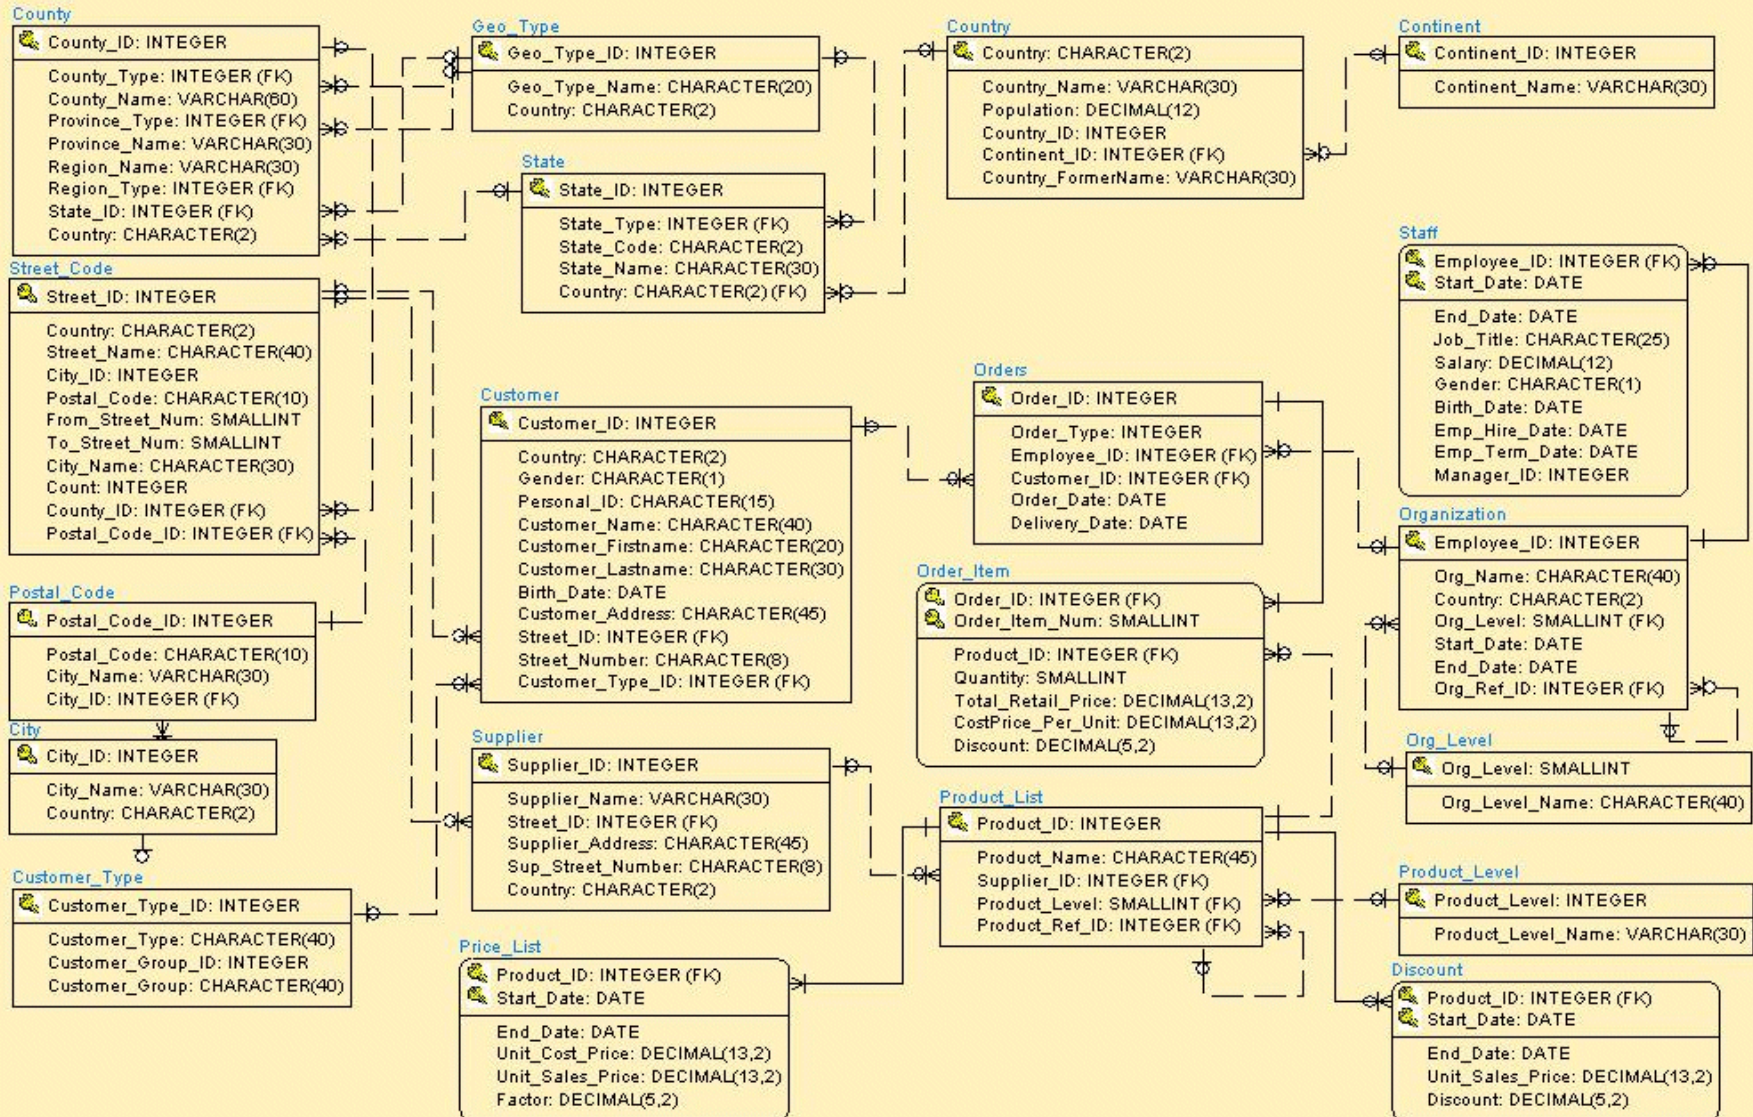 County
County_ID: INTEGER
County_Type: INTEGER (FK)
County_Name: VARCHAR(60)
Province_Type: INTEGER (FK)
Province_Name: VARCHAR(30)
Region_Name: VARCHAR(30)
Region_Type: INTEGER (FK)
State_ID: INTEGER (FK)
Country: CHARACTER(2)
Geo_Type
Geo_Type_ID: INTEGER
Geo_Type_Name: CHARACTER(20)
Country: CHARACTER(2)
Country
Country: CHARACTER(2)
Country_Name: VARCHAR(30)
Population: DECIMAL(12)
Country_ID: INTEGER
Continent_ID: INTEGER (FK)
Country_FormerName: VARCHAR(30)
Continent
Continent_ID: INTEGER
Continent_Name: VARCHAR(30)
State
State_ID: INTEGER
State_Type: INTEGER (FK)
State_Code: CHARACTER(2)
State_Name: CHARACTER(30)
Country: CHARACTER(2) (FK)
Staff
Employee_ID: INTEGER (FK)
Start_Date: DATE
End_Date: DATE
Job_Title: CHARACTER(25)
Salary: DECIMAL(12)
Gender: CHARACTER(1)
Birth_Date: DATE
Emp_Hire_Date: DATE
Emp_Term_Date: DATE
Manager_ID: INTEGER
Street_Code
Street_ID: INTEGER
Country: CHARACTER(2)
Street_Name: CHARACTER(40)
City_ID: INTEGER
Postal_Code: CHARACTER(10)
From_Street_Num: SMALLINT
To_Street_Num: SMALLINT
City_Name: CHARACTER(30)
Count: INTEGER
County_ID: INTEGER (FK)
Postal_Code_ID: INTEGER (FK)
Customer
Customer_ID: INTEGER
Country: CHARACTER(2)
Gender: CHARACTER(1)
Personal_ID: CHARACTER(15)
Customer_Name: CHARACTER(40)
Customer_Firstname: CHARACTER(20)
Customer_Lastname: CHARACTER(30)
Birth_Date: DATE
Customer_Address: CHARACTER(45)
Street_ID: INTEGER (FK)
Street_Number: CHARACTER(8)
Customer_Type_ID: INTEGER (FK)
Orders
Order_ID: INTEGER
Order_Type: INTEGER
Employee_ID: INTEGER (FK)
Customer_ID: INTEGER (FK)
Order_Date: DATE
Delivery_Date: DATE
Organization
Employee_ID: INTEGER
Org_Name: CHARACTER(40)
Country: CHARACTER(2)
Org_Level: SMALLINT (FK)
Start_Date: DATE
End_Date: DATE
Org_Ref_ID: INTEGER (FK)
Order_Item
Order_ID: INTEGER (FK)
Order_Item_Num: SMALLINT
Product_ID: INTEGER (FK)
Quantity: SMALLINT
Total_Retail_Price: DECIMAL(13,2)
CostPrice_Per_Unit: DECIMAL(13,2)
Discount: DECIMAL(5,2)
Postal_Code
Postal_Code_ID: INTEGER
Postal_Code: CHARACTER(10)
City_Name: VARCHAR(30)
City_ID: INTEGER (FK)
City
City_ID: INTEGER
City_Name: VARCHAR(30)
Country: CHARACTER(2)
Supplier
Supplier_ID: INTEGER
Supplier_Name: VARCHAR(30)
Street_ID: INTEGER (FK)
Supplier_Address: CHARACTER(45)
Sup_Street_Number: CHARACTER(8)
Country: CHARACTER(2)
Org_Level
Org_Level: SMALLINT
Org_Level_Name: CHARACTER(40)
Product_List
Product_ID: INTEGER
Product_Name: CHARACTER(45)
Supplier_ID: INTEGER (FK)
Product_Level: SMALLINT (FK)
Product_Ref_ID: INTEGER (FK)
Product_Level
Product_Level: INTEGER
Product_Level_Name: VARCHAR(30)
Customer_Type
Customer_Type_ID: INTEGER
Customer_Type: CHARACTER(40)
Customer_Group_ID: INTEGER
Customer_Group: CHARACTER(40)
Price_List
Product_ID: INTEGER (FK)
Start_Date: DATE
End_Date: DATE
Unit_Cost_Price: DECIMAL(13,2)
Unit_Sales_Price: DECIMAL(13,2)
Factor: DECIMAL(5,2)
Discount
Product_ID: INTEGER (FK)
Start_Date: DATE
End_Date: DATE
Unit_Sales_Price: DECIMAL(13,2)
Discount: DECIMAL(5,2)